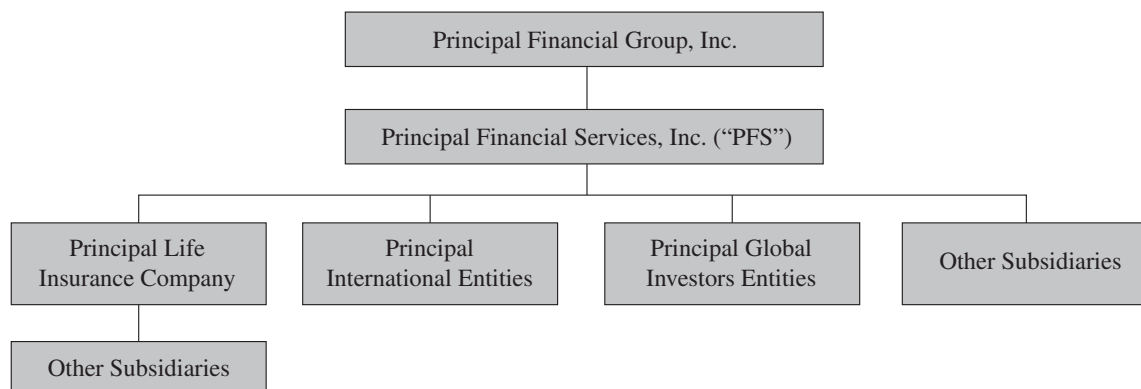 Principal Financial Group, Inc.
Principal Financial Services, Inc. (“PFS”)
Principal Life
Insurance Company
Principal
International Entities
Principal Global
Investors Entities
Other Subsidiaries
Other Subsidiaries